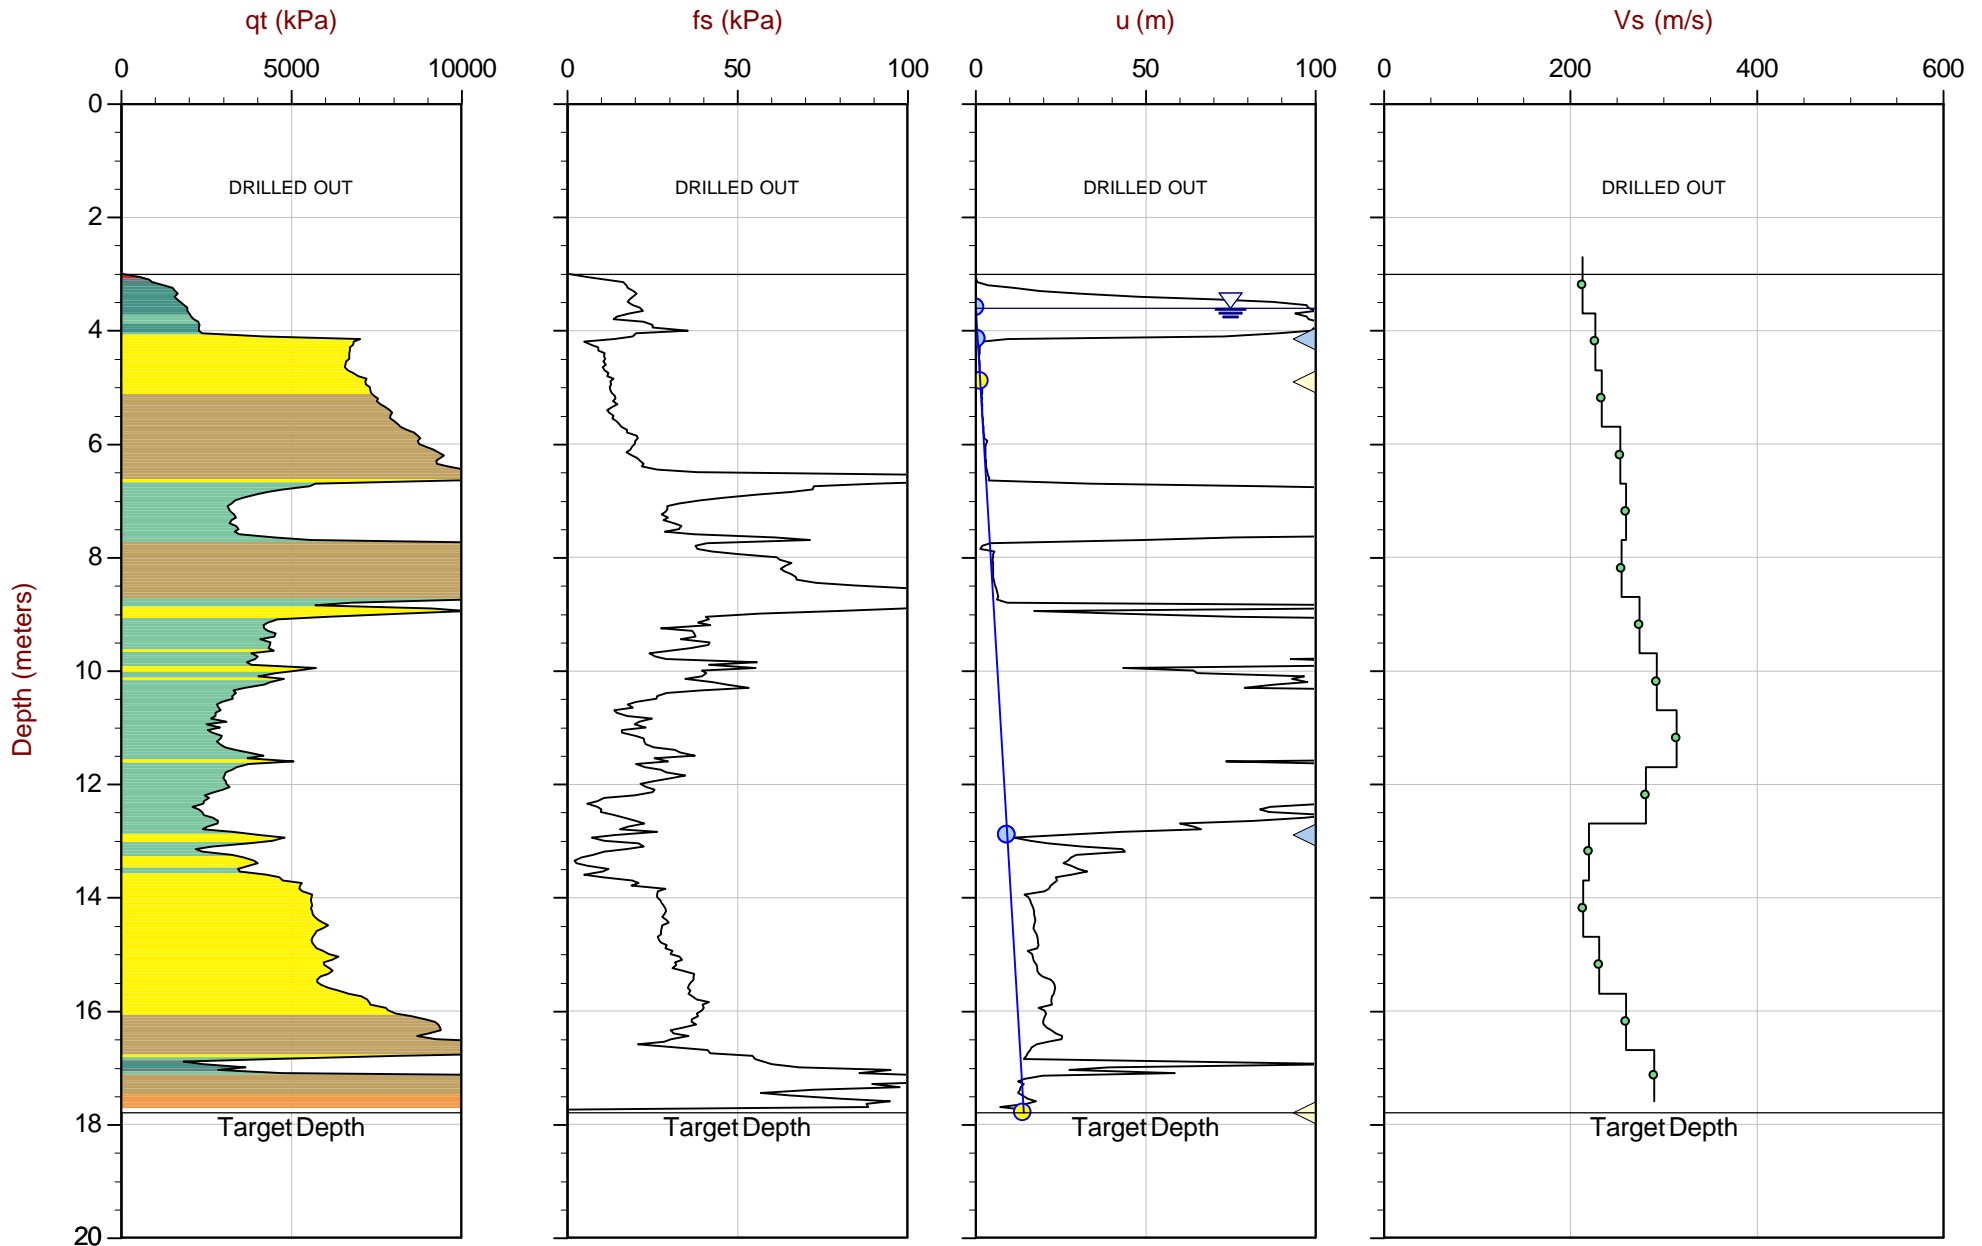 qt (kPa) fs (kPa) u (m) Vs (m/s)
0 5000 10000 0 50 100 0 50 100 0 200 400 600
0
DRILLED OUT DRILLED OUT DRILLED OUT DRILLED OUT
2
4
6
8
Depth (meters)
10
12
14
16
18
Target Depth Target Depth Target Depth Target Depth
20